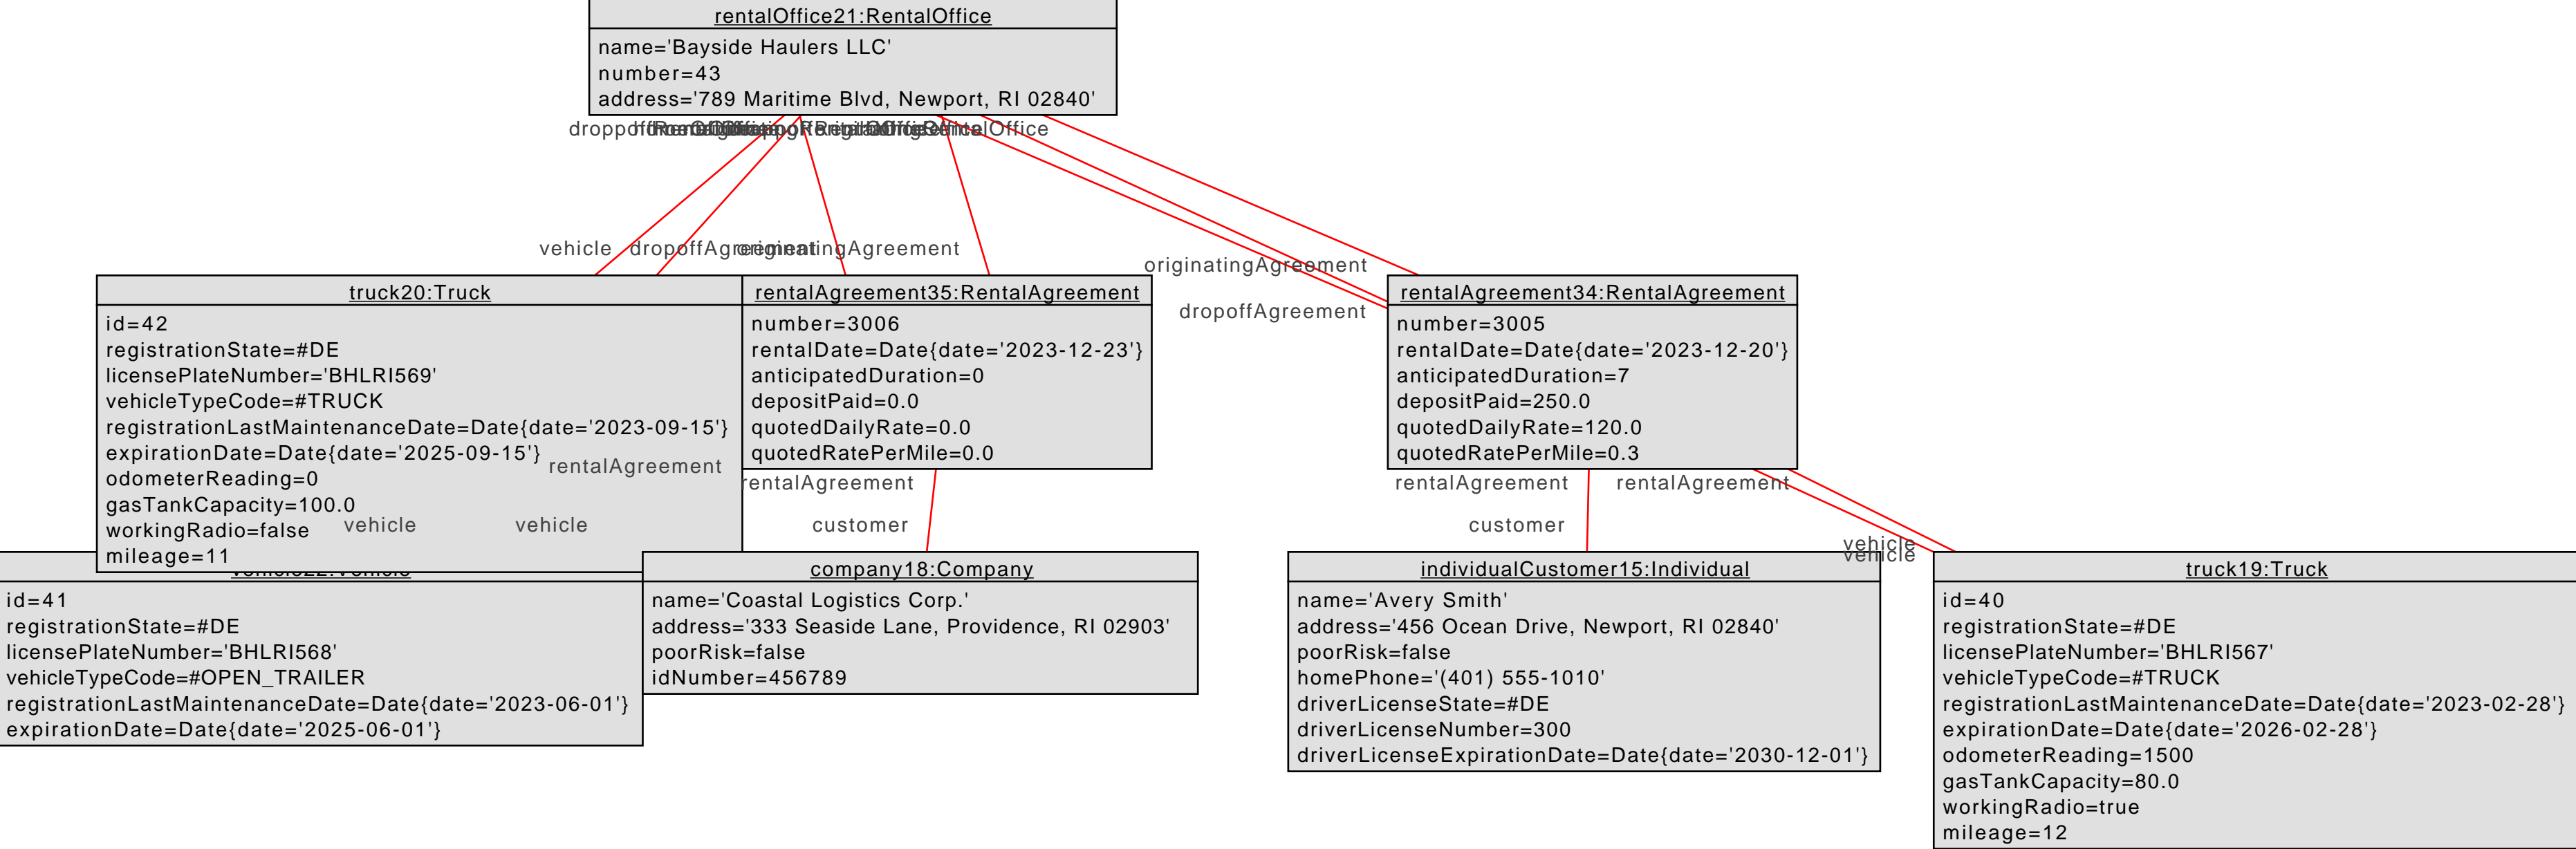 rentalOffice21:RentalOffice
name='Bayside Haulers LLC'
number=43
address='789 Maritime Blvd, Newport, RI 02840'
vehicle
dropoffAgreement
originatingAgreement
originatingAgreement
dropoffAgreement
truck20:Truck
id=42
registrationState=#DE
licensePlateNumber='BHLRI569'
vehicleTypeCode=#TRUCK
registrationLastMaintenanceDate=Date{date='2023-09-15'}
expirationDate=Date{date='2025-09-15'}
odometerReading=0
gasTankCapacity=100.0
workingRadio=false
mileage=11
rentalAgreement
vehicle
vehicle
rentalAgreement35:RentalAgreement
number=3006
rentalDate=Date{date='2023-12-23'}
anticipatedDuration=0
depositPaid=0.0
quotedDailyRate=0.0
quotedRatePerMile=0.0
rentalAgreement
customer
rentalAgreement34:RentalAgreement
number=3005
rentalDate=Date{date='2023-12-20'}
anticipatedDuration=7
depositPaid=250.0
quotedDailyRate=120.0
quotedRatePerMile=0.3
rentalAgreement
rentalAgreement
customer
vehicle
vehicle
id=41
registrationState=#DE
licensePlateNumber='BHLRI568'
vehicleTypeCode=#OPEN_TRAILER
registrationLastMaintenanceDate=Date{date='2023-06-01'}
expirationDate=Date{date='2025-06-01'}
company18:Company
name='Coastal Logistics Corp.'
address='333 Seaside Lane, Providence, RI 02903'
poorRisk=false
idNumber=456789
individualCustomer15:Individual
name='Avery Smith'
address='456 Ocean Drive, Newport, RI 02840'
poorRisk=false
homePhone='(401) 555-1010'
driverLicenseState=#DE
driverLicenseNumber=300
driverLicenseExpirationDate=Date{date='2030-12-01'}
truck19:Truck
id=40
registrationState=#DE
licensePlateNumber='BHLRI567'
vehicleTypeCode=#TRUCK
registrationLastMaintenanceDate=Date{date='2023-02-28'}
expirationDate=Date{date='2026-02-28'}
odometerReading=1500
gasTankCapacity=80.0
workingRadio=true
mileage=12